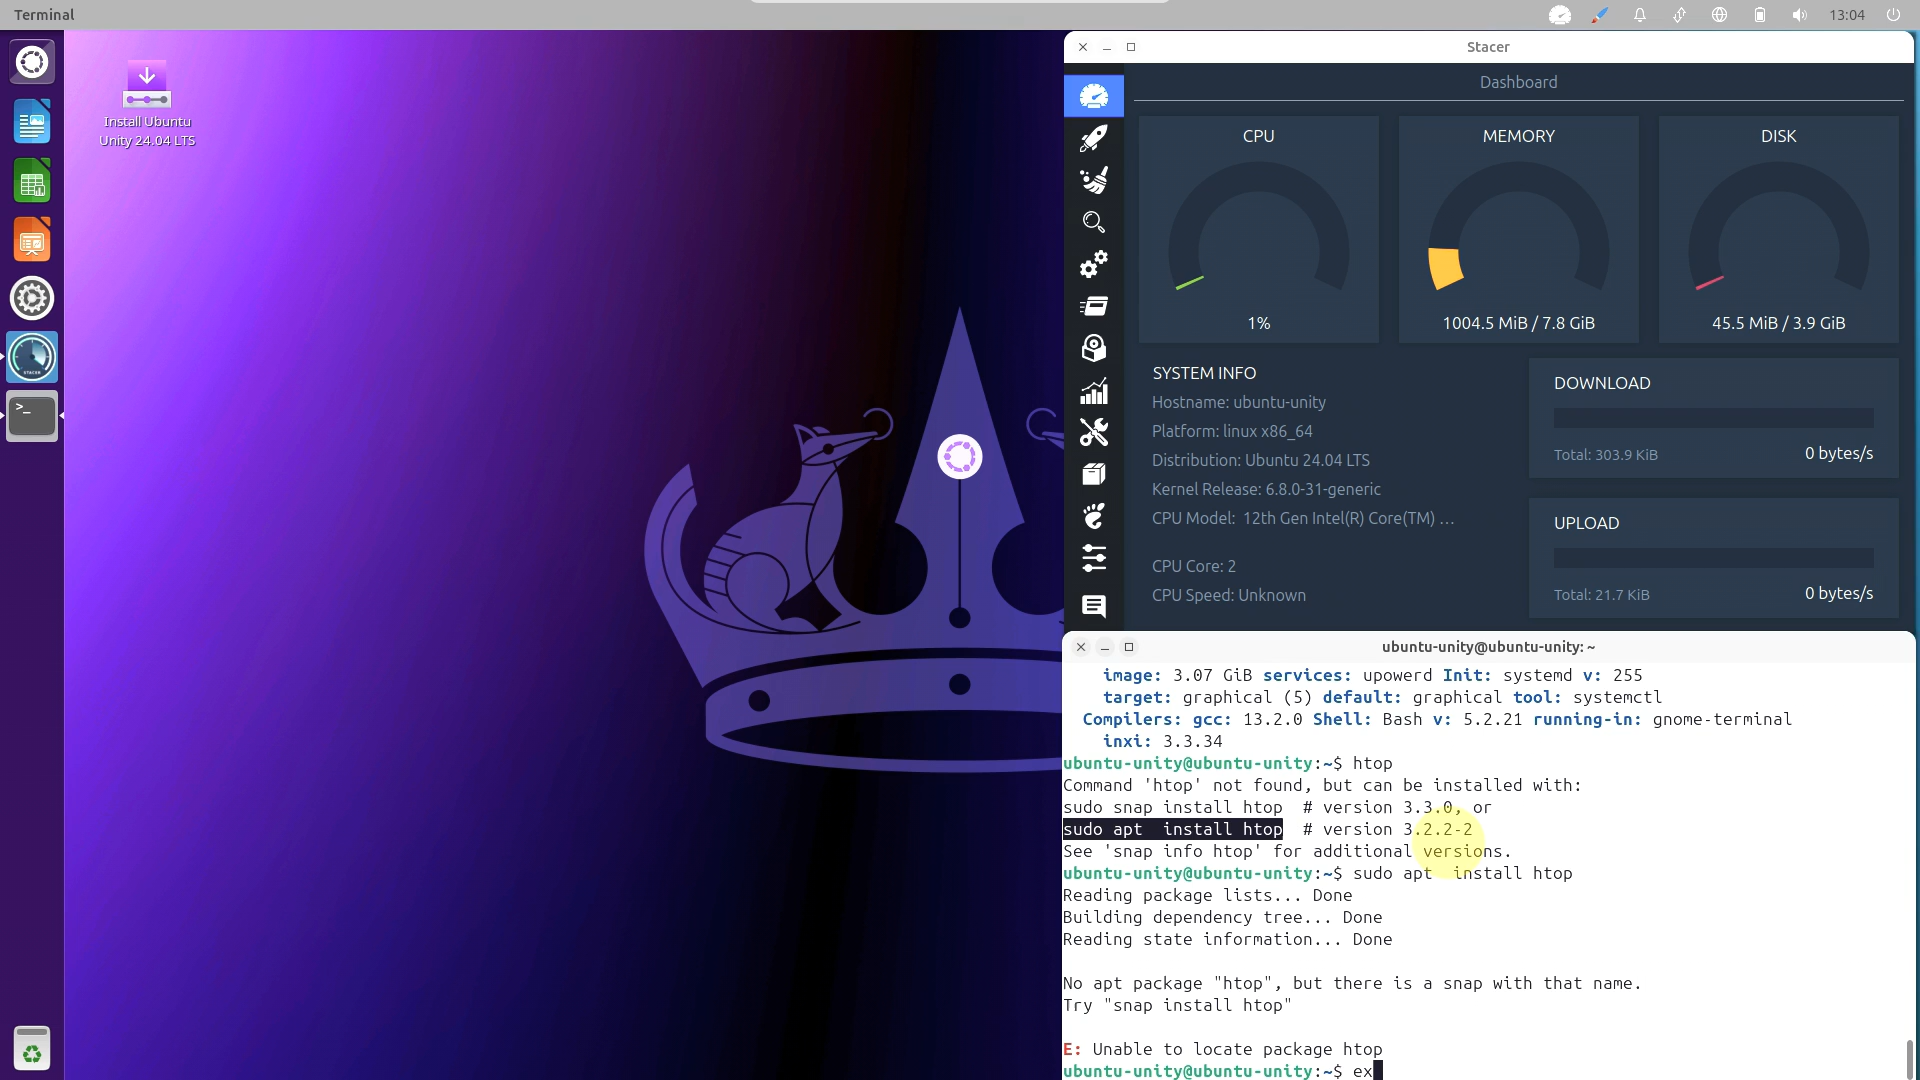 Terminal
13:04
Install Ubuntu
Unity 24.04 LTS
Stacer
Dashboard
CPU
1%
MEMORY
1004.5 MiB / 7.8 GiB
DISK
45.5 MiB / 3.9 GiB
SYSTEM INFO
Hostname: ubuntu-unity
Platform: linux x86_64
Distribution: Ubuntu 24.04 LTS
Kernel Release: 6.8.0-31-generic
CPU Model:  12th Gen Intel(R) Core(TM) …
CPU Core: 2
CPU Speed: Unknown
DOWNLOAD
Total: 303.9 KiB
0 bytes/s
UPLOAD
Total: 21.7 KiB
0 bytes/s
STACER
>_
ubuntu-unity@ubuntu-unity: ~
image: 3.07 GiB services: upowerd Init: systemd v: 255
target: graphical (5) default: graphical tool: systemctl
Compilers: gcc: 13.2.0 Shell: Bash v: 5.2.21 running-in: gnome-terminal
inxi: 3.3.34
ubuntu-unity@ubuntu-unity:~$ htop
Command 'htop' not found, but can be installed with:
sudo snap install htop  # version 3.3.0, or
sudo apt  install htop  # version 3.2.2-2
See 'snap info htop' for additional versions.
ubuntu-unity@ubuntu-unity:~$ sudo apt  install htop
Reading package lists... Done
Building dependency tree... Done
Reading state information... Done
No apt package "htop", but there is a snap with that name.
Try "snap install htop"
E: Unable to locate package htop
ubuntu-unity@ubuntu-unity:~$ ex